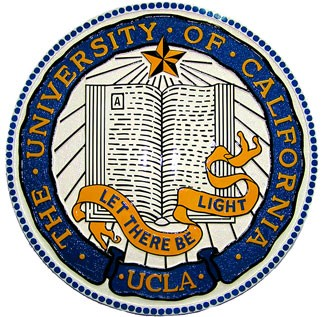 THE · UNIVERSITY · OF · CALIFORNIA
A
LET THERE BE LIGHT
· UCLA ·